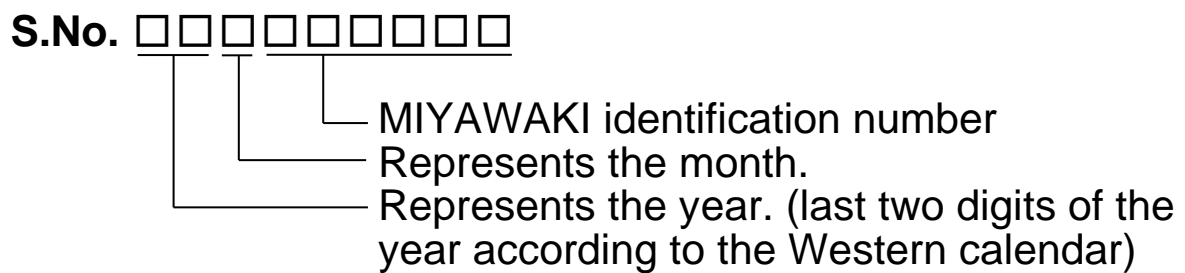 S.No. □□□□□□□□□
MIYAWAKI identification number
Represents the month.
Represents the year. (last two digits of the
year according to the Western calendar)